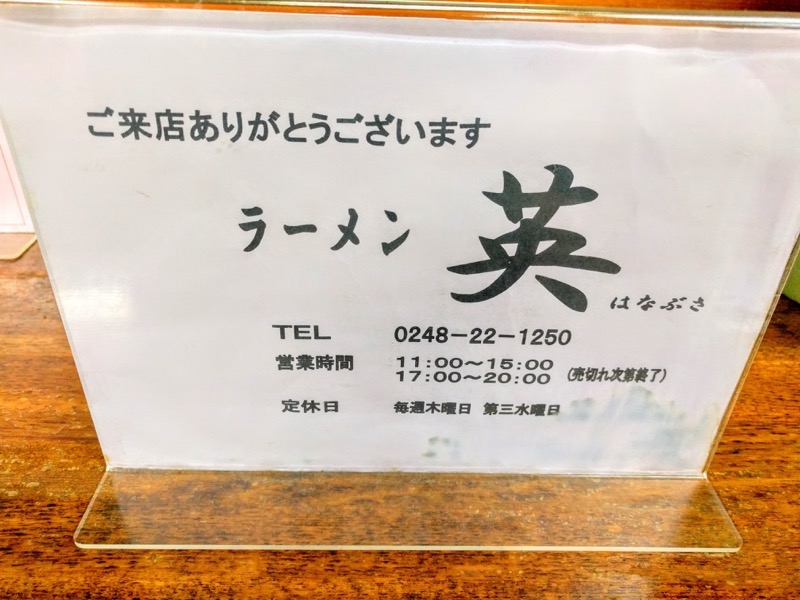 ご来店ありがとうございます
ラーメン 英
はなぶさ
TEL 0248-22-1250
営業時間 11:00〜15:00
17:00〜20:00 (売切れ次第終了)
定休日 毎週木曜日 第三水曜日